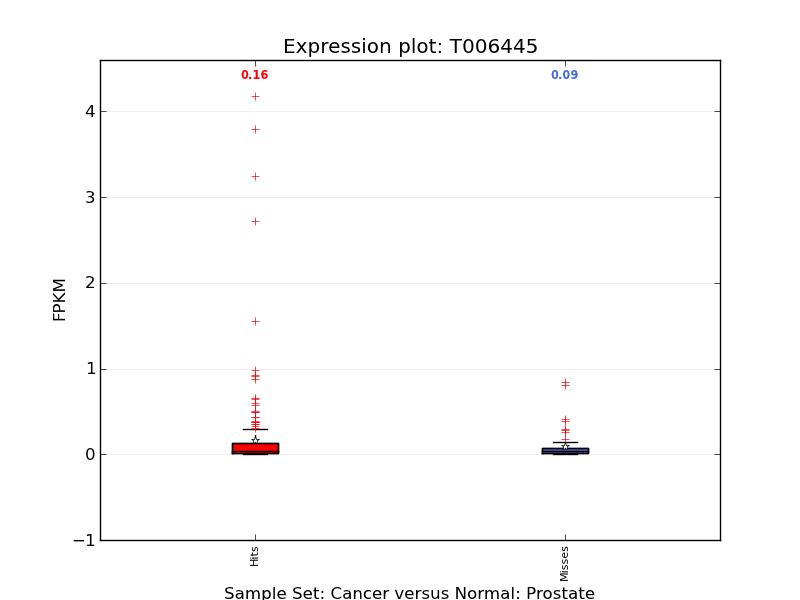 Expression plot: T006445
0.16
0.09
4
3
2
1
0
−1
FPKM
Hits
Misses
Sample Set: Cancer versus Normal: Prostate